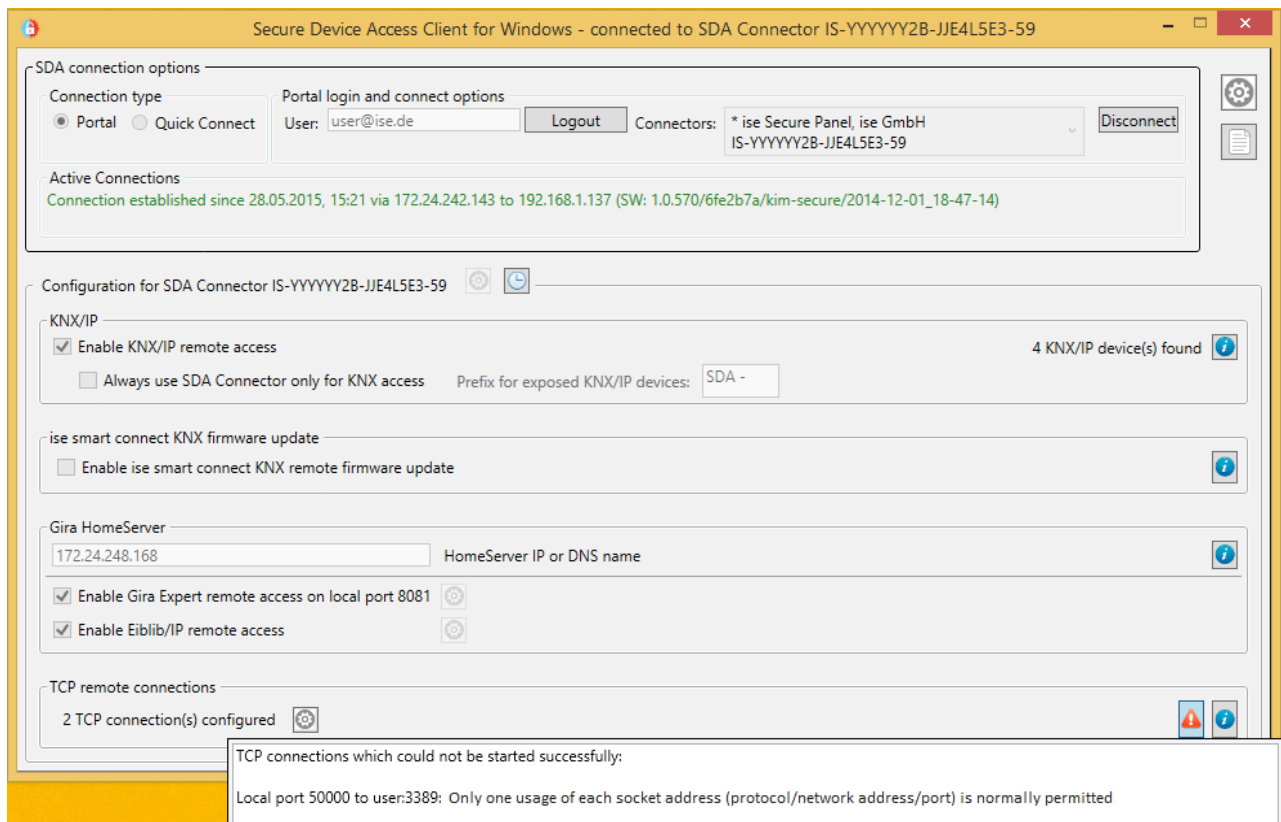 Secure Device Access Client for Windows - connected to SDA Connector IS-YYYYYY2B-JJE4L5E3-59
SDA connection options
Connection type
Portal
Quick Connect
Portal login and connect options
User: user@ise.de
Logout
Connectors: * ise Secure Panel, ise GmbH
IS-YYYYYY2B-JJE4L5E3-59
Disconnect
Active Connections
Connection established since 28.05.2015, 15:21 via 172.24.242.143 to 192.168.1.137 (SW: 1.0.570/6fe2b7a/kim-secure/2014-12-01_18-47-14)
Configuration for SDA Connector IS-YYYYYY2B-JJE4L5E3-59
KNX/IP
Enable KNX/IP remote access
4 KNX/IP device(s) found
Always use SDA Connector only for KNX access
Prefix for exposed KNX/IP devices: SDA -
ise smart connect KNX firmware update
Enable ise smart connect KNX remote firmware update
Gira HomeServer
172.24.248.168
HomeServer IP or DNS name
Enable Gira Expert remote access on local port 8081
Enable Eiblib/IP remote access
TCP remote connections
2 TCP connection(s) configured
TCP connections which could not be started successfully:
Local port 50000 to user:3389: Only one usage of each socket address (protocol/network address/port) is normally permitted